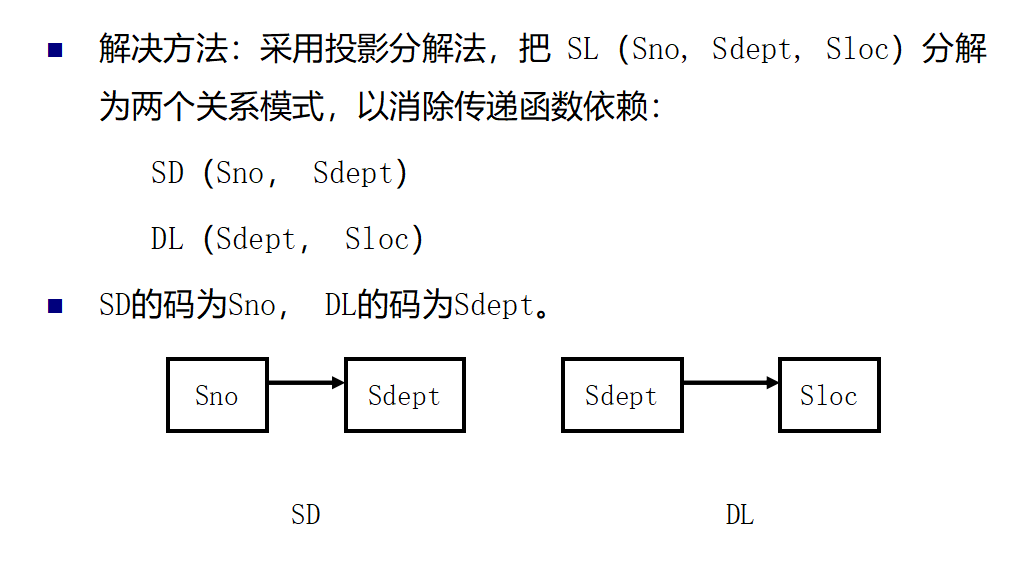 解决方法：采用投影分解法，把 SL（Sno, Sdept, Sloc）分解
为两个关系模式，以消除传递函数依赖：
SD（Sno， Sdept）
DL（Sdept， Sloc）
SD的码为Sno， DL的码为Sdept。
Sno Sdept Sdept Sloc
SD DL